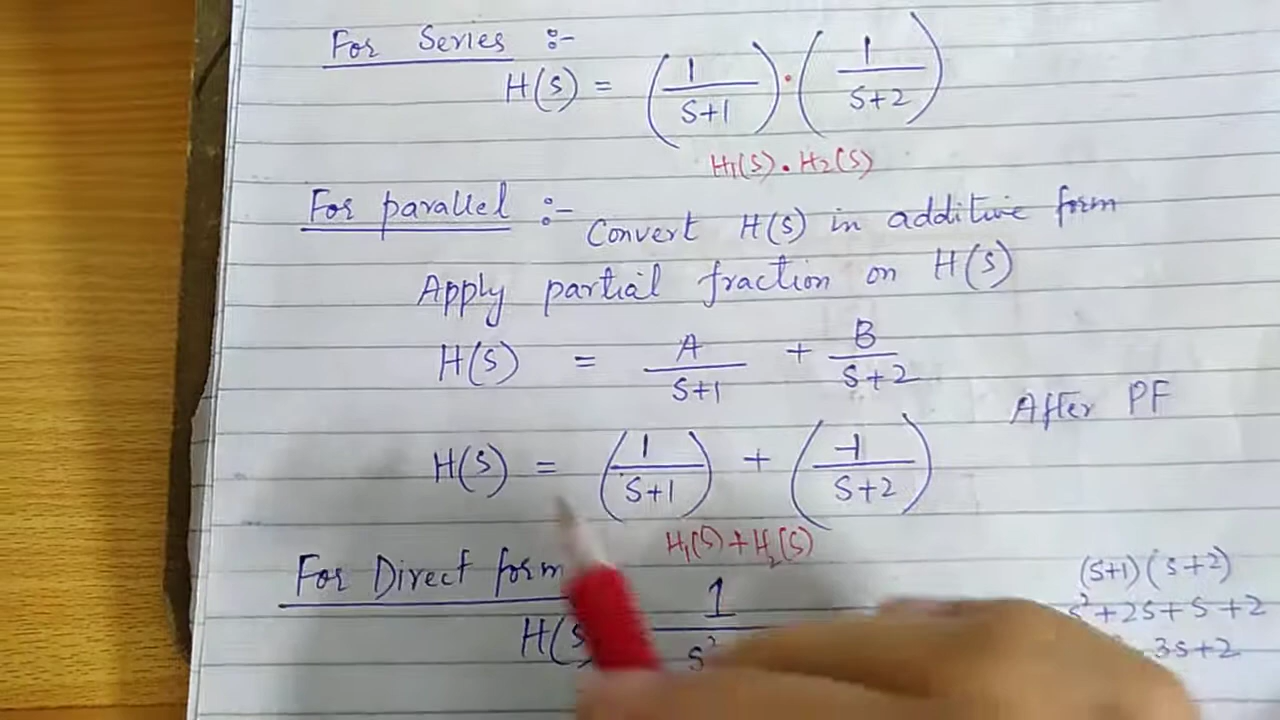 For Series :-
H(s) = (1/(s+1)) · (1/(s+2))
H₁(s) · H₂(s)
For parallel :- Convert H(s) in additive form
Apply partial fraction on H(s)
H(s) = A/(s+1) + B/(s+2)
After PF
H(s) = (1/(s+1)) + (-1/(s+2))
H₁(s) + H₂(s)
For Direct form
H(s 1/s²
(s+1)(s+2)
s²+2s+s+2
3s+2